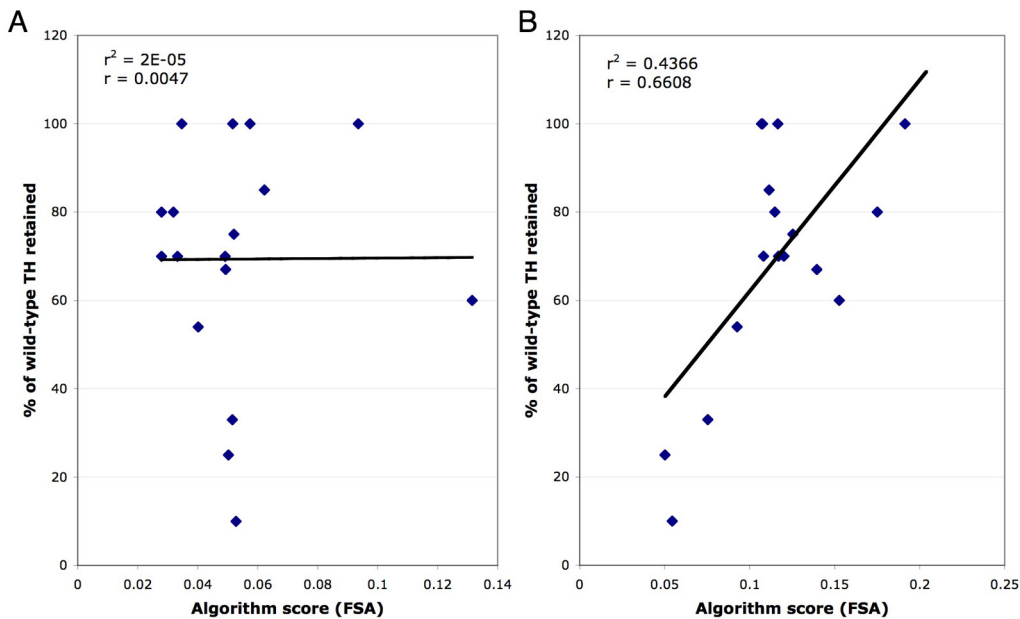 A
120
100
80
60
40
20
0
% of wild-type TH retained
r² = 2E-05
r = 0.0047
0
0.02
0.04
0.06
0.08
0.1
0.12
0.14
Algorithm score (FSA)
B
120
100
80
60
40
20
0
% of wild-type TH retained
r² = 0.4366
r = 0.6608
0
0.05
0.1
0.15
0.2
0.25
Algorithm score (FSA)